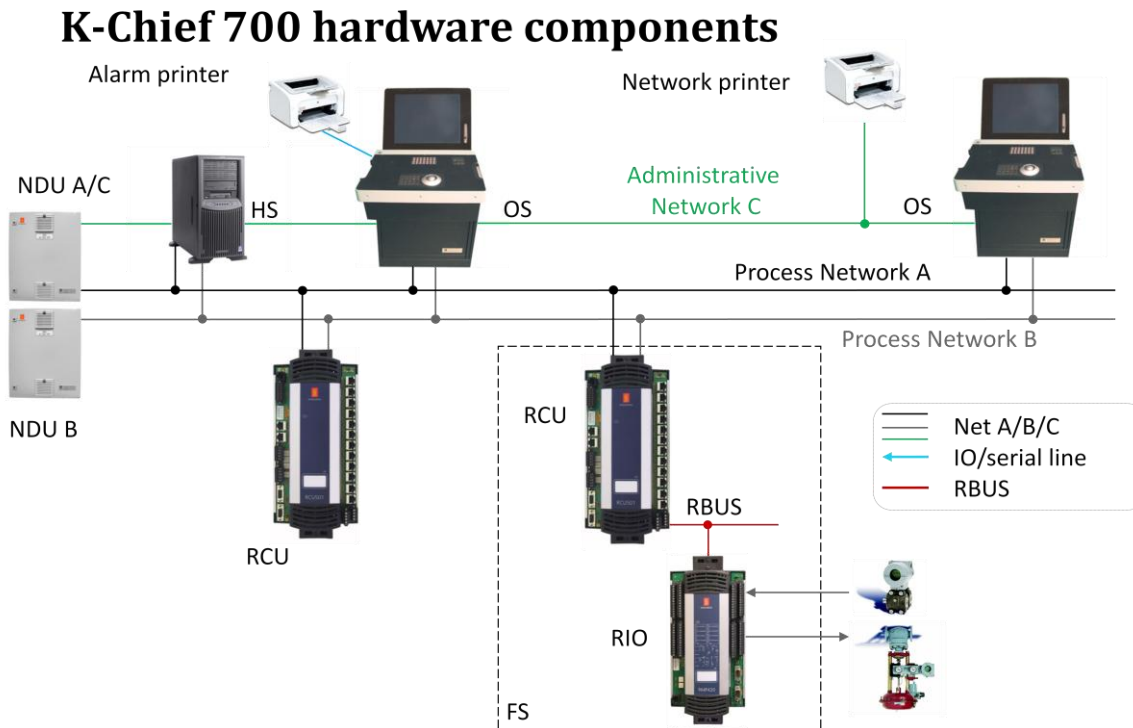 K-Chief 700 hardware components
Alarm printer
Network printer
NDU A/C
HS
OS
Administrative
Network C
OS
Process Network A
Process Network B
NDU B
RCU
RCU
Net A/B/C
IO/serial line
RBUS
RBUS
RIO
FS